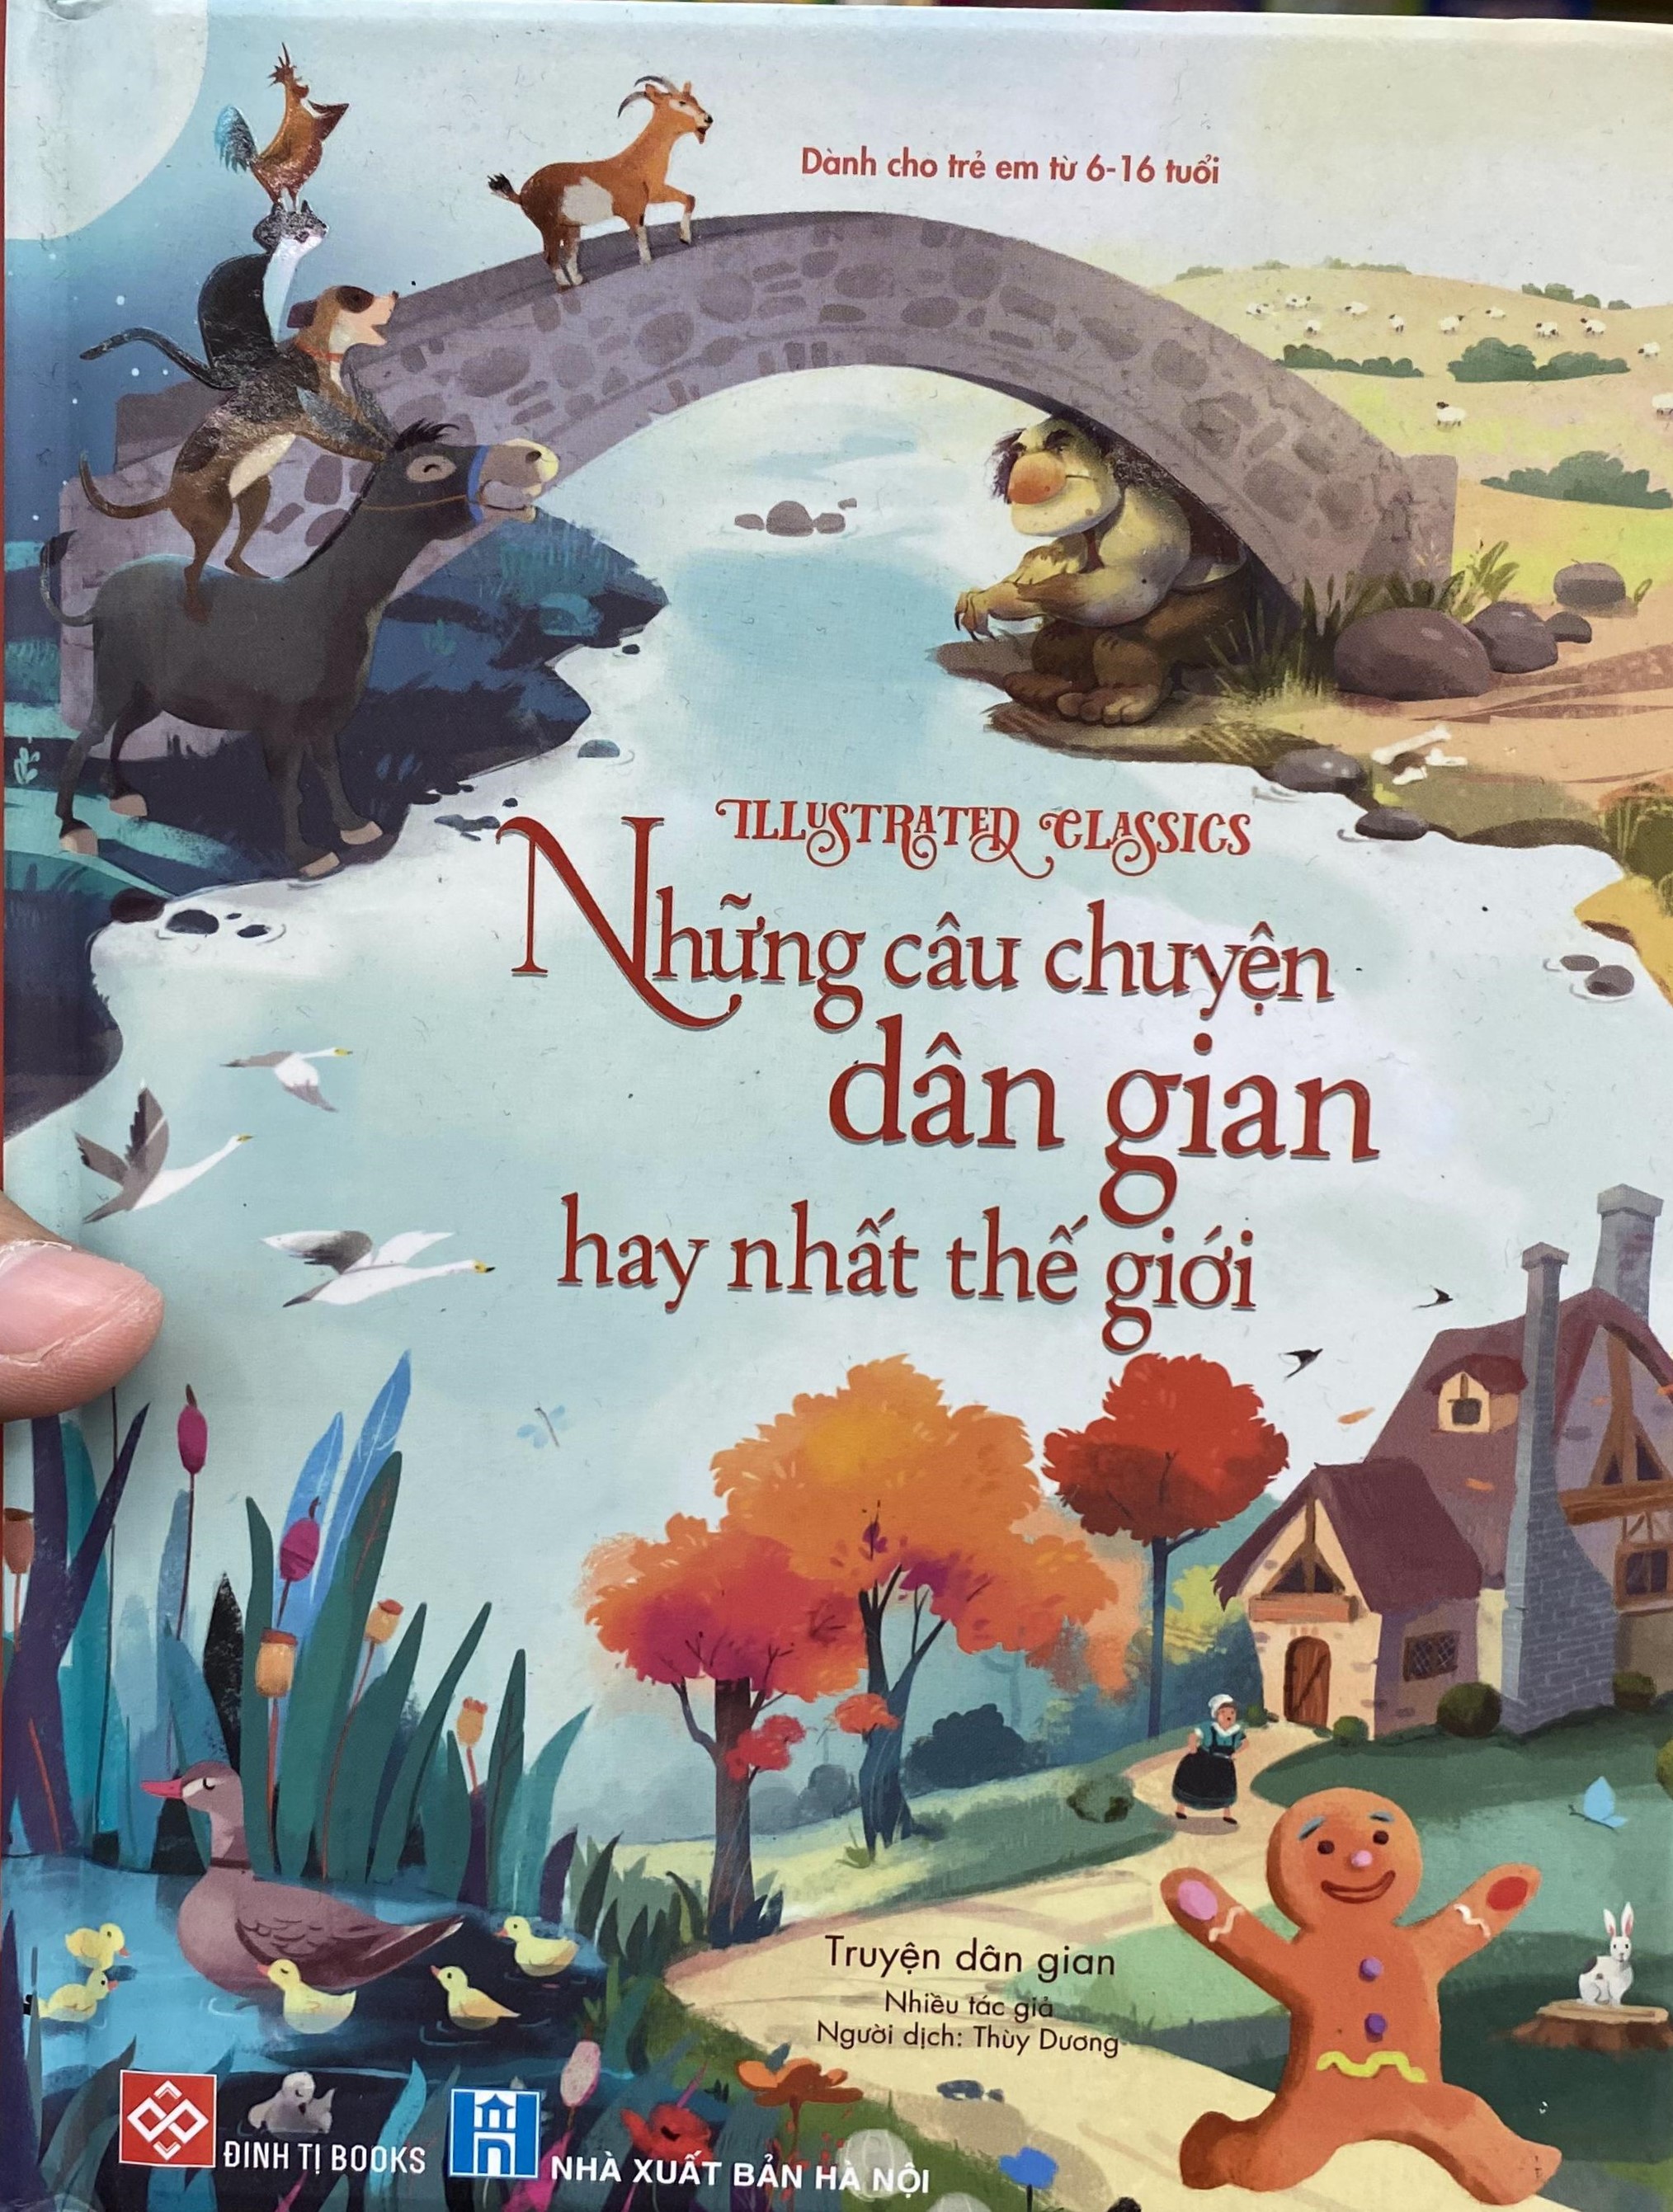 Dành cho trẻ em từ 6-16 tuổi
ILLUSTRATED CLASSICS
Những câu chuyện
dân gian
hay nhất thế giới
Truyện dân gian
Nhiều tác giả
Người dịch: Thùy Dương
ĐINH TỊ BOOKS
NHÀ XUẤT BẢN HÀ NỘI